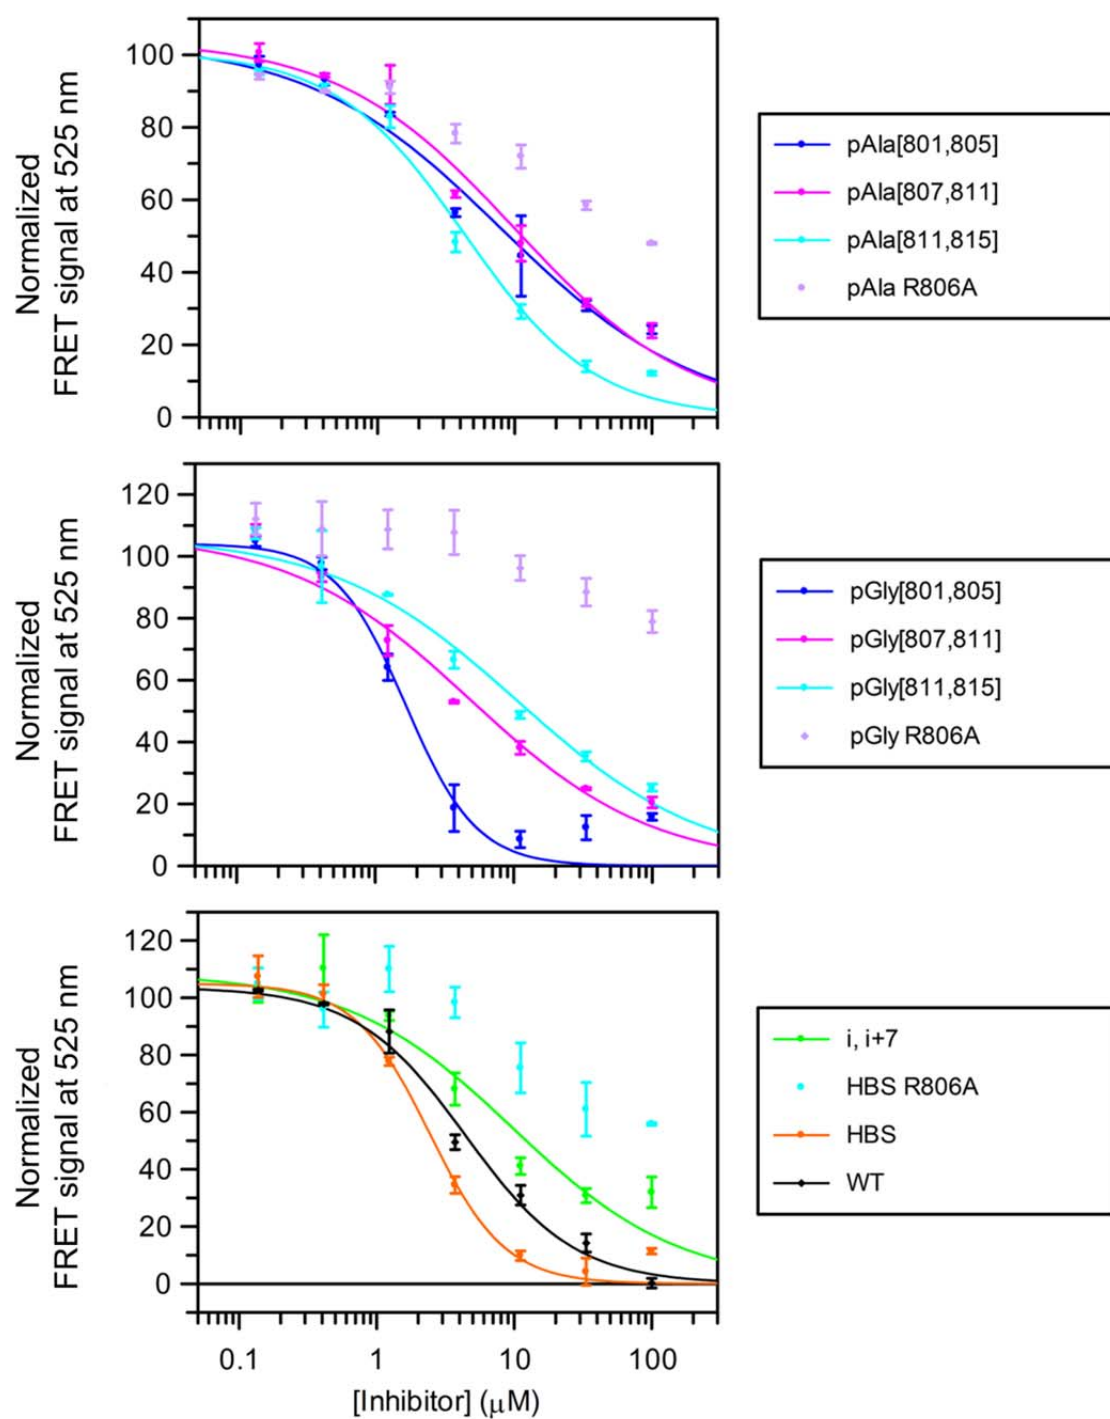 Normalized
FRET signal at 525 nm
100
80
60
40
20
0
pAla[801,805]
pAla[807,811]
pAla[811,815]
pAla R806A
Normalized
FRET signal at 525 nm
120
100
80
60
40
20
0
pGly[801,805]
pGly[807,811]
pGly[811,815]
pGly R806A
Normalized
FRET signal at 525 nm
120
100
80
60
40
20
0
i, i+7
HBS R806A
HBS
WT
0.1 1 10 100
[Inhibitor] (μM)